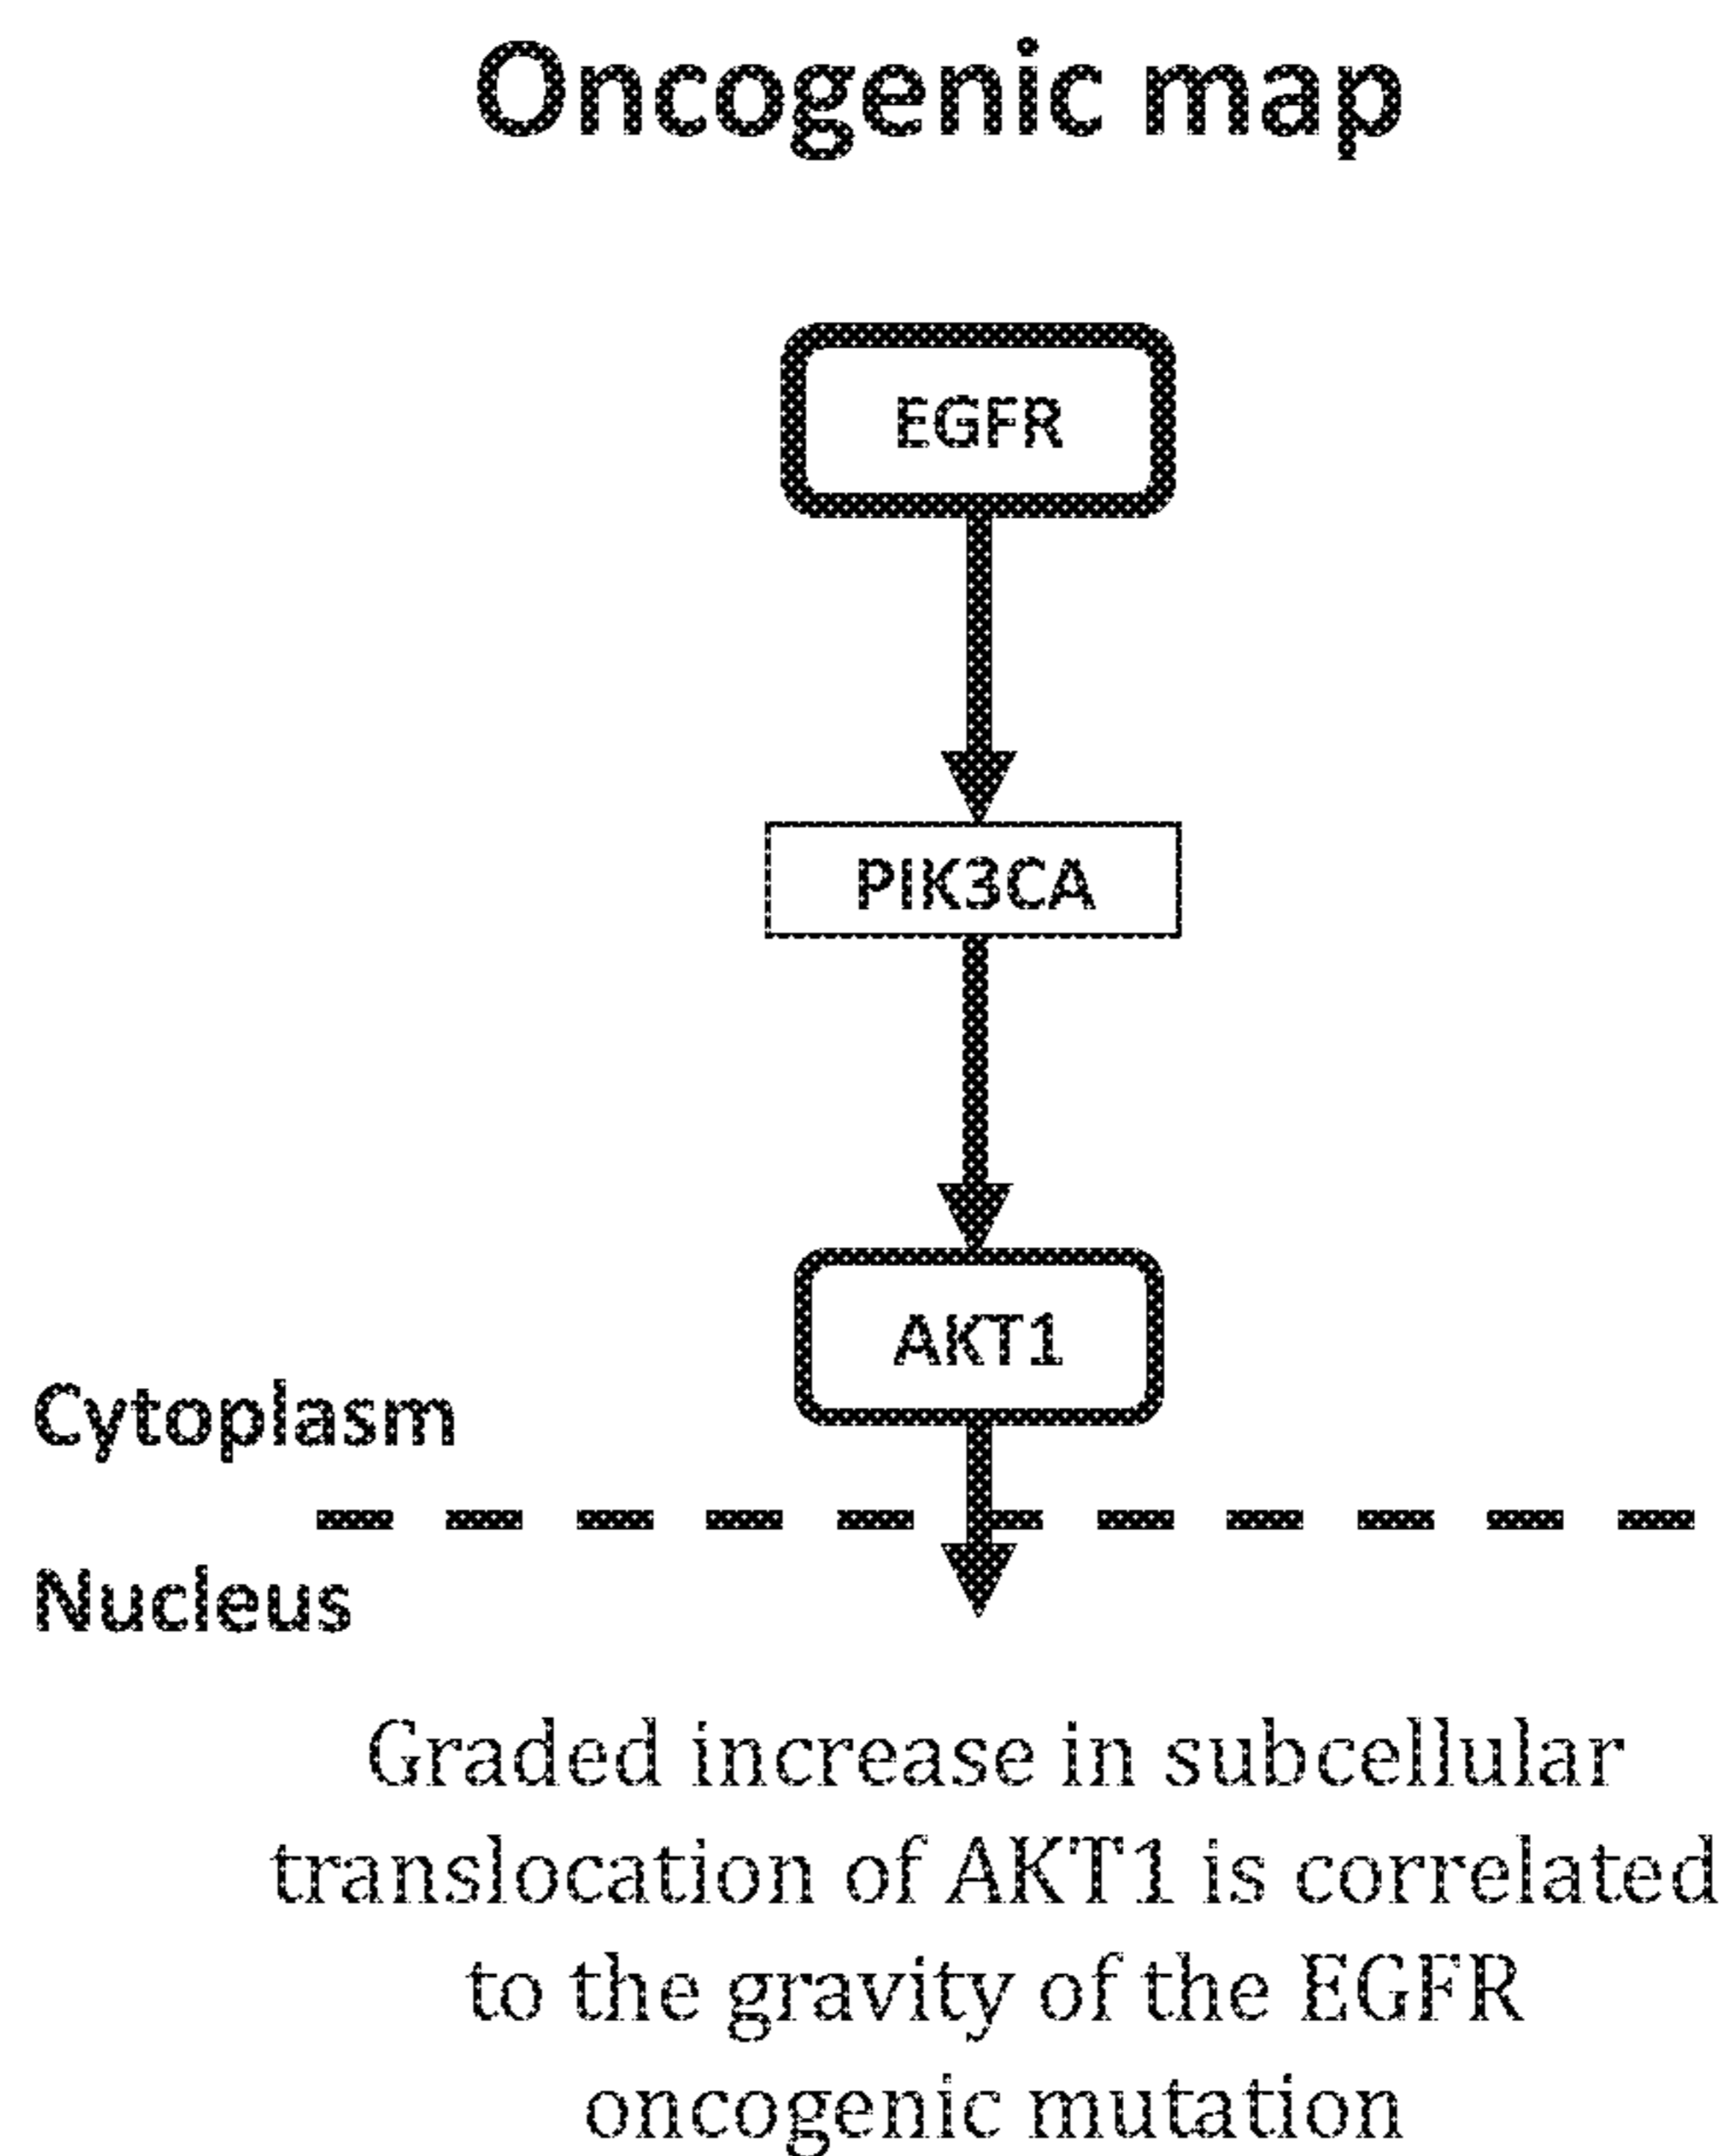 Oncogenic map
EGFR
PIK3CA
AKT1
Cytoplasm
Nucleus
Graded increase in subcellular
translocation of AKT1 is correlated
to the gravity of the EGFR
oncogenic mutation